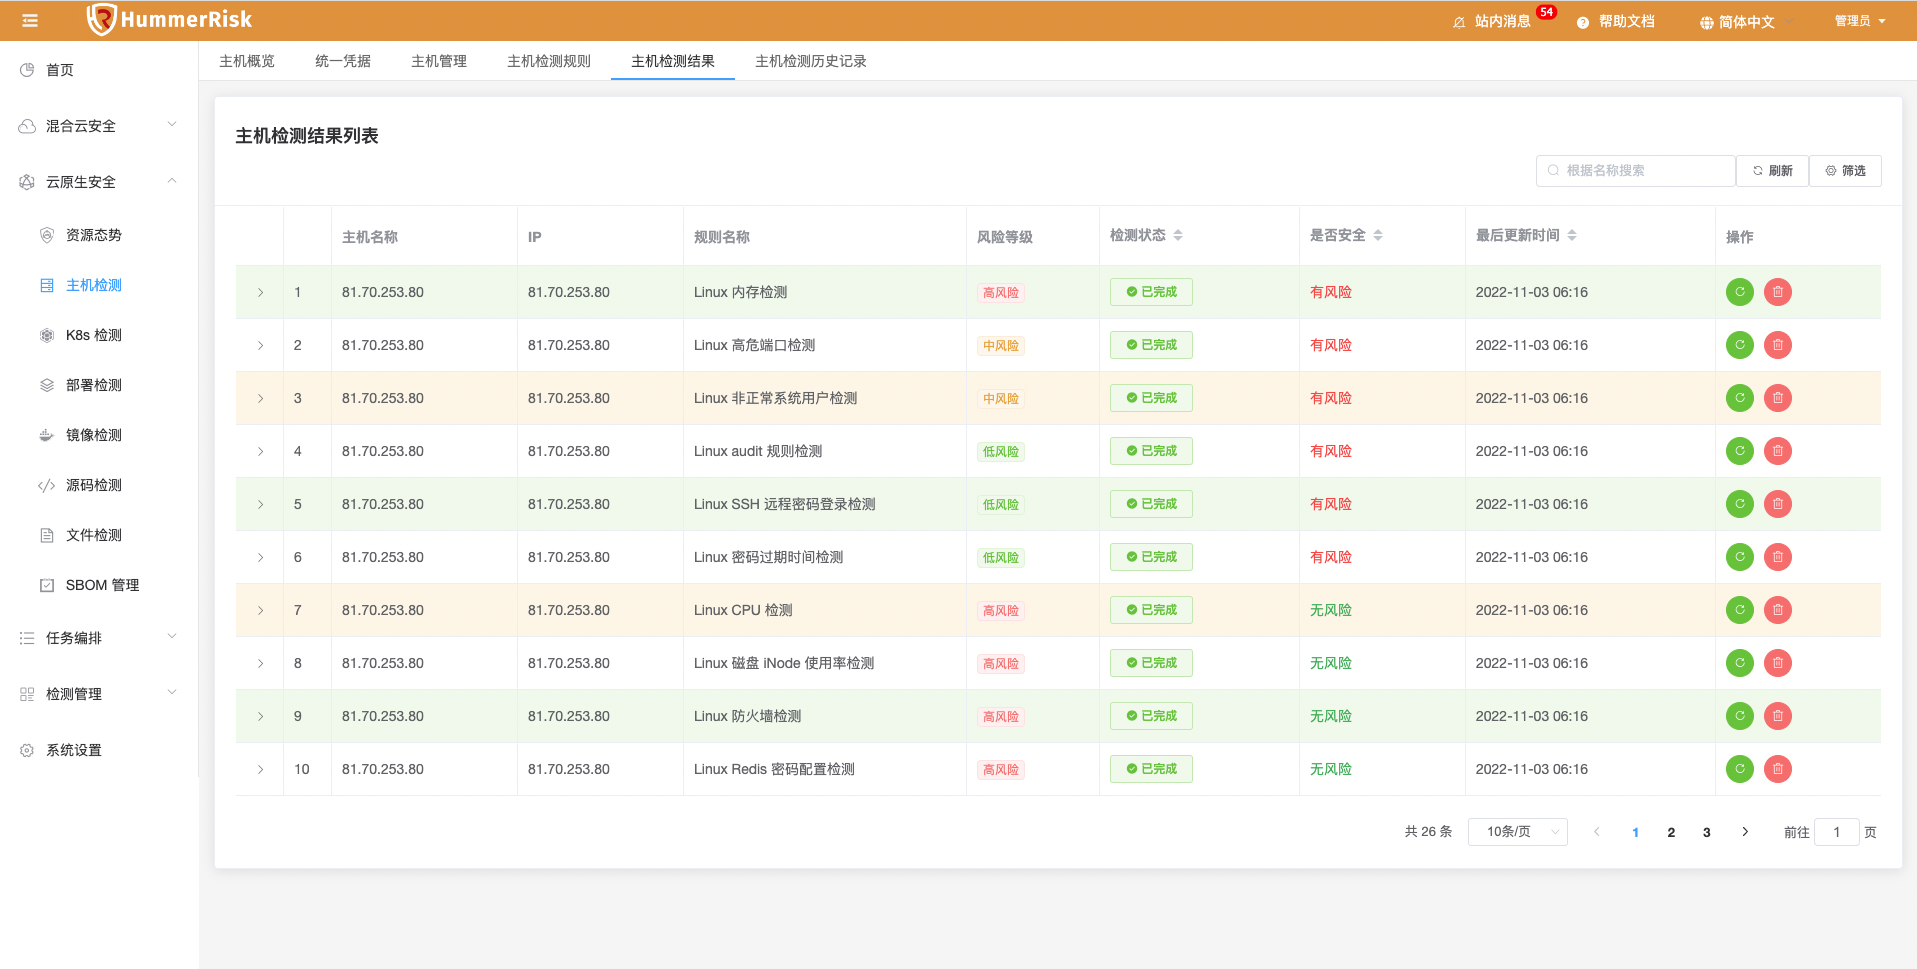 HummerRisk
站内消息 54 帮助文档 简体中文 管理员
首页
混合云安全
云原生安全
资源态势
主机检测
K8s 检测
部署检测
镜像检测
源码检测
文件检测
SBOM 管理
任务编排
检测管理
系统设置
主机概览 统一凭据 主机管理 主机检测规则 主机检测结果 主机检测历史记录
主机检测结果列表
根据名称搜索 刷新 筛选
主机名称 IP 规则名称 风险等级 检测状态 是否安全 最后更新时间 操作
1 81.70.253.80 81.70.253.80 Linux 内存检测 高风险 已完成 有风险 2022-11-03 06:16
2 81.70.253.80 81.70.253.80 Linux 高危端口检测 中风险 已完成 有风险 2022-11-03 06:16
3 81.70.253.80 81.70.253.80 Linux 非正常系统用户检测 中风险 已完成 有风险 2022-11-03 06:16
4 81.70.253.80 81.70.253.80 Linux audit 规则检测 低风险 已完成 有风险 2022-11-03 06:16
5 81.70.253.80 81.70.253.80 Linux SSH 远程密码登录检测 低风险 已完成 有风险 2022-11-03 06:16
6 81.70.253.80 81.70.253.80 Linux 密码过期时间检测 低风险 已完成 有风险 2022-11-03 06:16
7 81.70.253.80 81.70.253.80 Linux CPU 检测 高风险 已完成 无风险 2022-11-03 06:16
8 81.70.253.80 81.70.253.80 Linux 磁盘 iNode 使用率检测 高风险 已完成 无风险 2022-11-03 06:16
9 81.70.253.80 81.70.253.80 Linux 防火墙检测 高风险 已完成 无风险 2022-11-03 06:16
10 81.70.253.80 81.70.253.80 Linux Redis 密码配置检测 高风险 已完成 无风险 2022-11-03 06:16
共 26 条 10条/页 1 2 3 前往 1 页